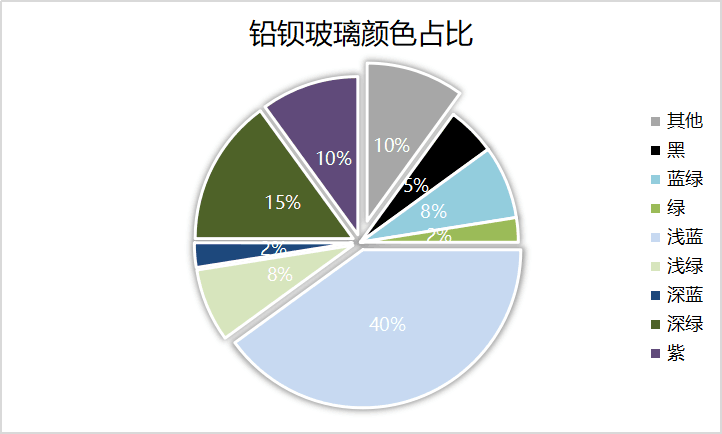 铅钡玻璃颜色占比
10%
5%
8%
2%
40%
8%
2%
15%
10%
其他
黑
蓝绿
绿
浅蓝
浅绿
深蓝
深绿
紫